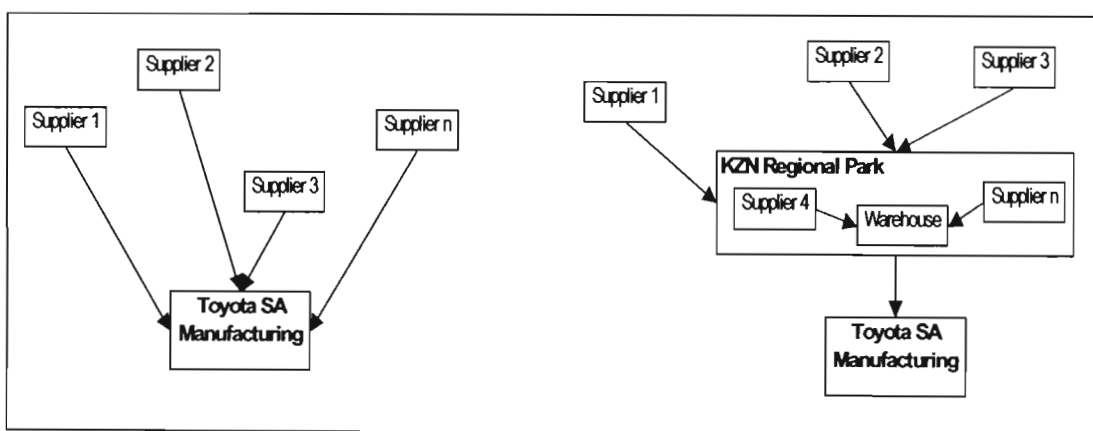 Supplier 2
Supplier 1
Supplier n
Supplier 3
Toyota SA
Manufacturing
Supplier 2
Supplier 3
Supplier 1
KZN Regional Park
Supplier 4
Warehouse
Supplier n
Toyota SA
Manufacturing